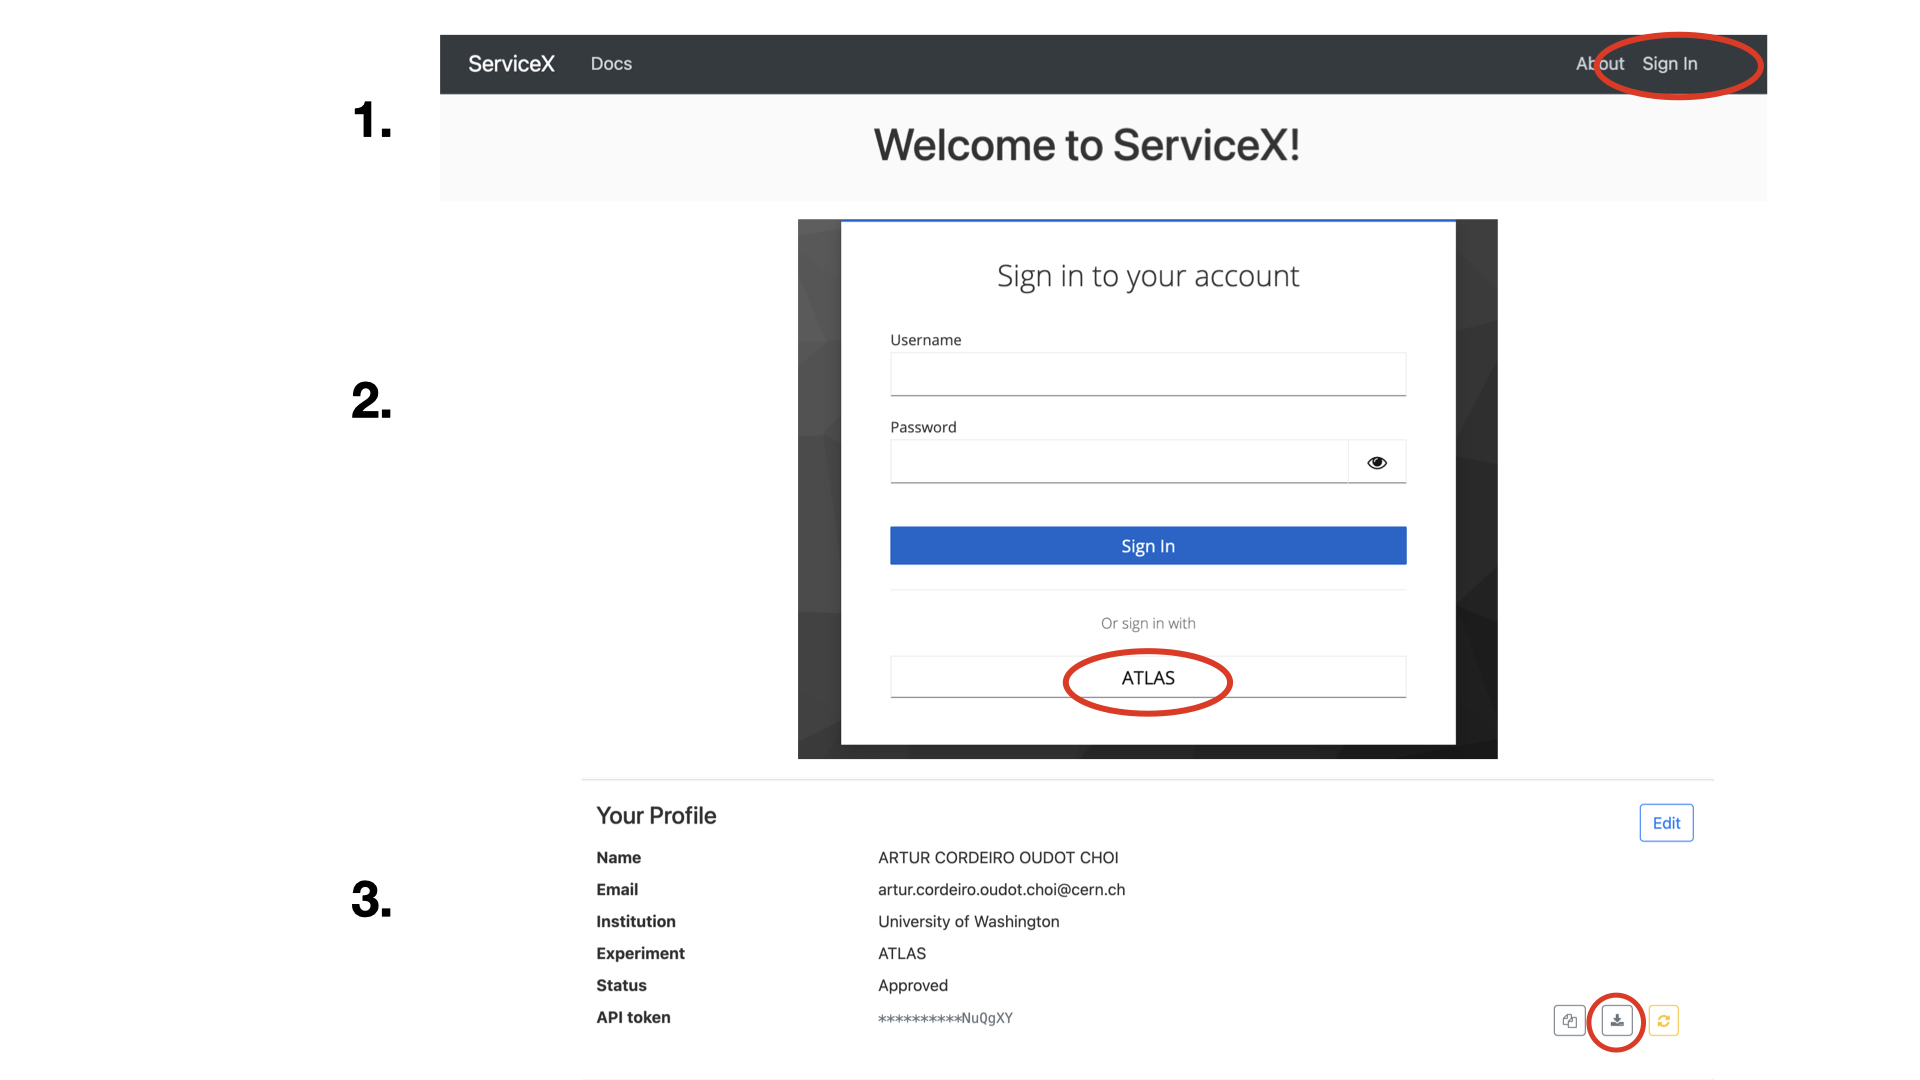 ServiceX Docs About Sign In
1.
Welcome to ServiceX!
Sign in to your account
Username
2.
Password
Sign In
Or sign in with
ATLAS
Your Profile
Edit
Name ARTUR CORDEIRO OUDOT CHOI
Email artur.cordeiro.oudot.choi@cern.ch
3.
Institution University of Washington
Experiment ATLAS
Status Approved
API token **********NuQgXY